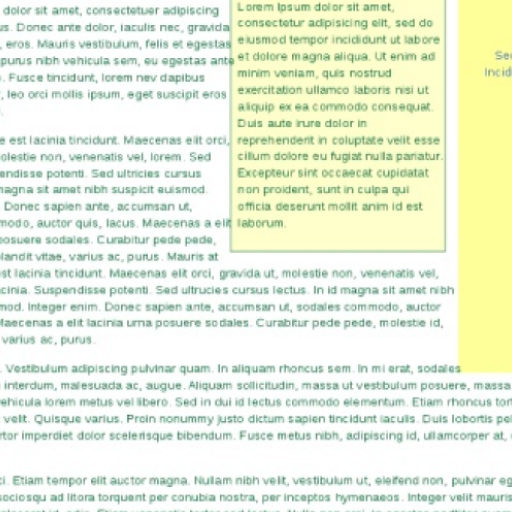 dolor sit amet, consectetuer adipiscing
us. Donec ante dolor, iaculis nec, gravida
, eros. Mauris vestibulum, felis et egestas
purus nibh vehicula sem, eu egestas ante
. Fusce tincidunt, lorem nev dapibus
, leo orci mollis ipsum, eget suscipit eros
.
e est lacinia tincidunt. Maecenas elit orci,
olestie non, venenatis vel, lorem. Sed
endisse potenti. Sed ultricies cursus
magna sit amet nibh suscipit euismod.
Donec sapien ante, accumsan ut,
modo, auctor quis, lacus. Maecenas a elit
posuere sodales. Curabitur pede pede,
landit vitae, varius ac, purus. Mauris at
st lacinia tincidunt. Maecenas elit orci, gravida ut, molestie non, venenatis vel,
cinia. Suspendisse potenti. Sed ultricies cursus lectus. In id magna sit amet nibh
mod. Integer enim. Donec sapien ante, accumsan ut, sodales commodo, auctor
Maecenas a elit lacinia urna posuere sodales. Curabitur pede pede, molestie id,
varius ac, purus.
. Vestibulum adipiscing pulvinar quam. In aliquam rhoncus sem. In mi erat, sodales
interdum, malesuada ac, augue. Aliquam sollicitudin, massa ut vestibulum posuere, massa
vehicula lorem metus vel libero. Sed in dui id lectus commodo elementum. Etiam rhoncus tort
velit. Quisque varius. Proin nonummy justo dictum sapien tincidunt iaculis. Duis lobortis pel
rtor imperdiet dolor scelerisque bibendum. Fusce metus nibh, adipiscing id, ullamcorper at,
ci. Etiam tempor elit auctor magna. Nullam nibh velit, vestibulum ut, eleifend non, pulvinar eg
sociosqu ad litora torquent per conubia nostra, per inceptos hymenaeos. Integer velit mauris
Lorem ipsum dolor sit amet,
consectetur adipisicing elit, sed do
eiusmod tempor incididunt ut labore
et dolore magna aliqua. Ut enim ad
minim veniam, quis nostrud
exercitation ullamco laboris nisi ut
aliquip ex ea commodo consequat.
Duis aute irure dolor in
reprehenderit in coluptate velit esse
cillum dolore eu fugiat nulla pariatur.
Excepteur sint occaecat cupidatat
non proident, sunt in culpa qui
officia deserunt mollit anim id est
laborum.
Sed
Incid